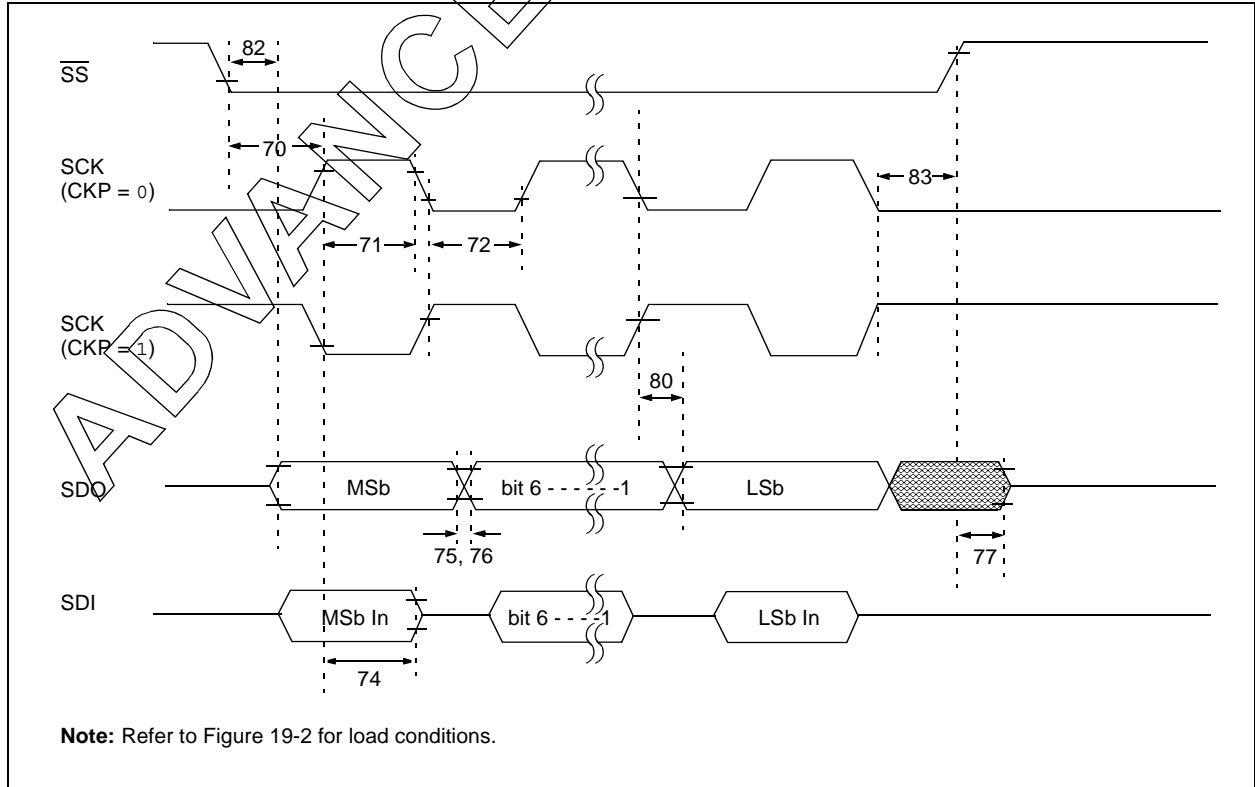 82
SS
70
SCK
(CKP = 0)
83
71
72
SCK
(CKP = 1)
80
SDO
MSb
bit 6 - - - - - -1
LSb
75, 76
77
SDI
MSb In
bit 6 - - - -1
LSb In
74
Note: Refer to Figure 19-2 for load conditions.